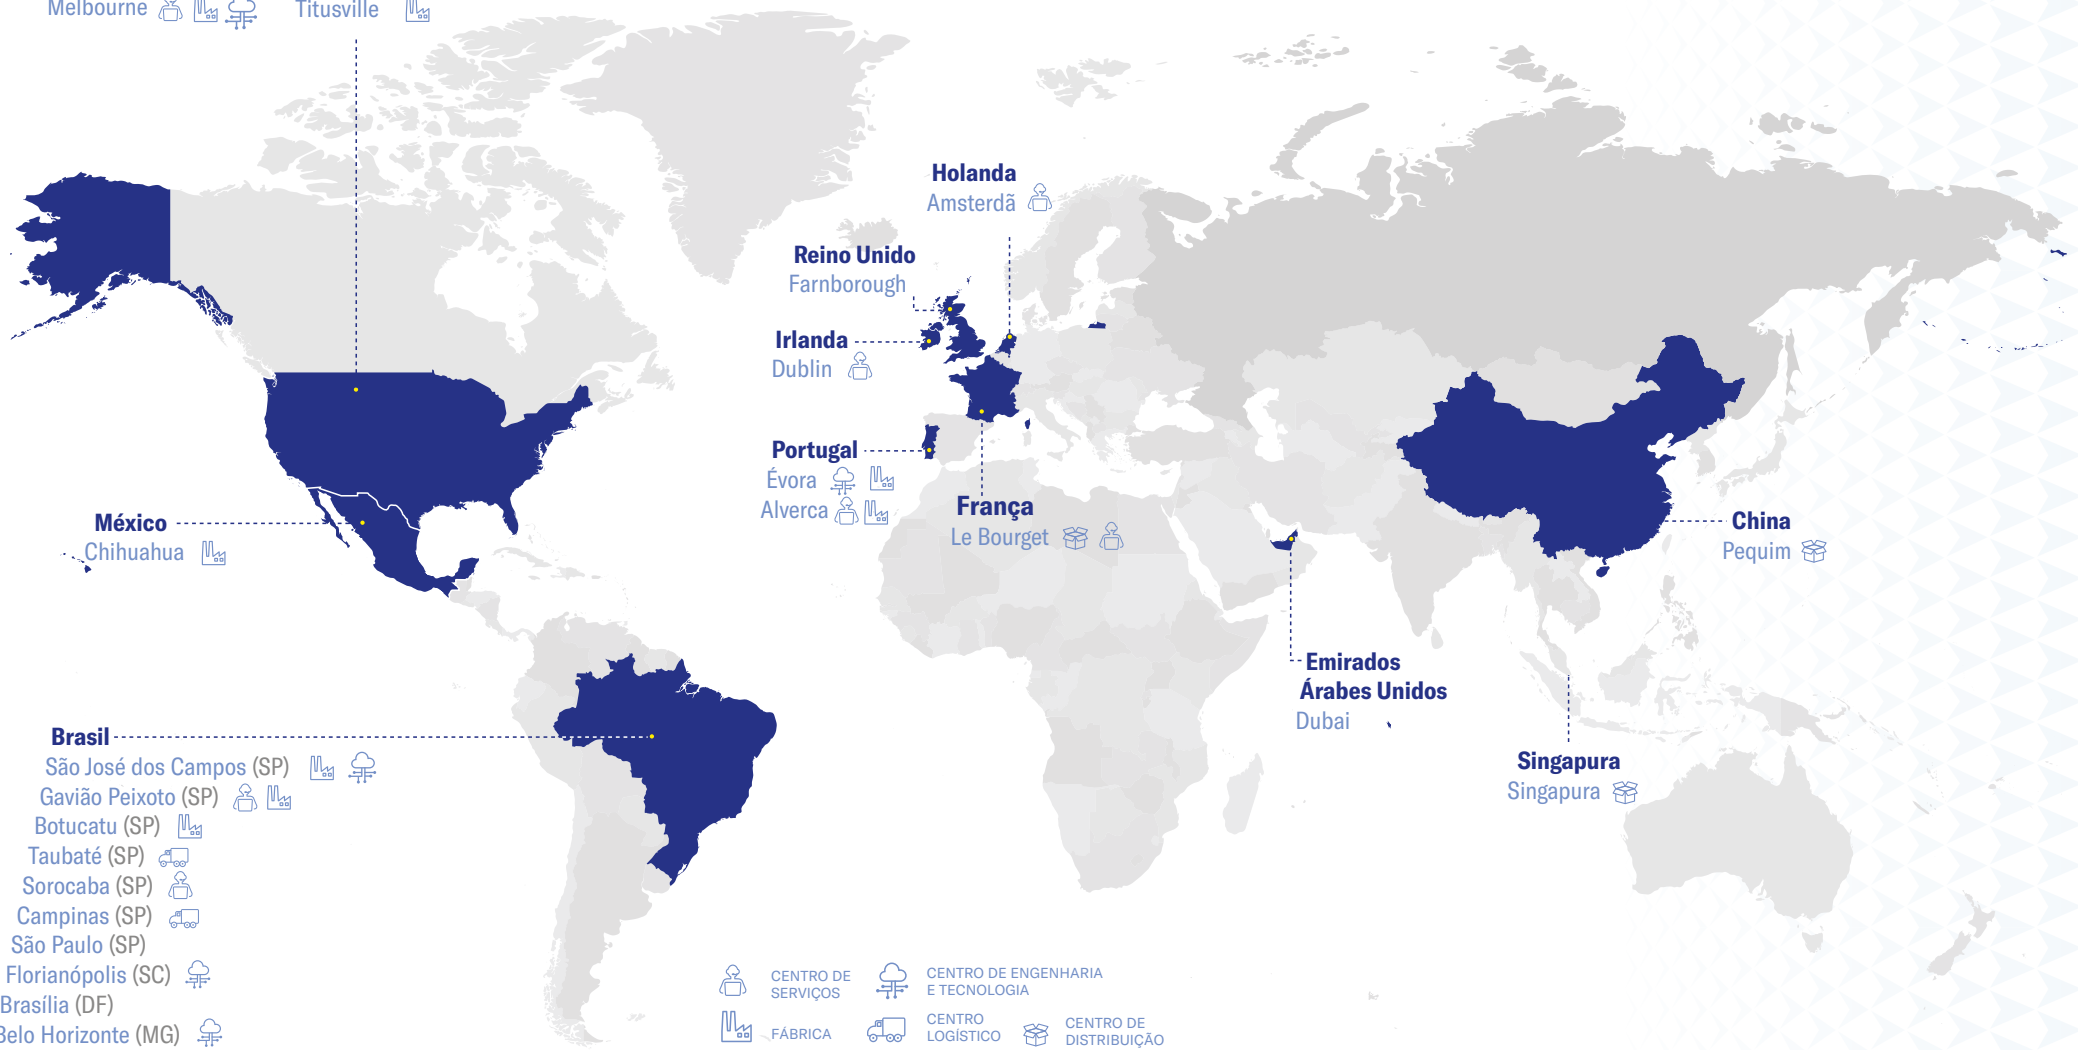 Melbourne
Titusville
Holanda
Amsterdã
Reino Unido
Farnborough
Irlanda
Dublin
Portugal
Évora
Alverca
França
Le Bourget
México
Chihuahua
China
Pequim
Emirados
Árabes Unidos
Dubai
Singapura
Singapura
Brasil
São José dos Campos (SP)
Gavião Peixoto (SP)
Botucatu (SP)
Taubaté (SP)
Sorocaba (SP)
Campinas (SP)
São Paulo (SP)
Florianópolis (SC)
Brasília (DF)
Belo Horizonte (MG)
CENTRO DE
SERVIÇOS
CENTRO DE ENGENHARIA
E TECNOLOGIA
FÁBRICA
CENTRO
LOGÍSTICO
CENTRO DE
DISTRIBUIÇÃO